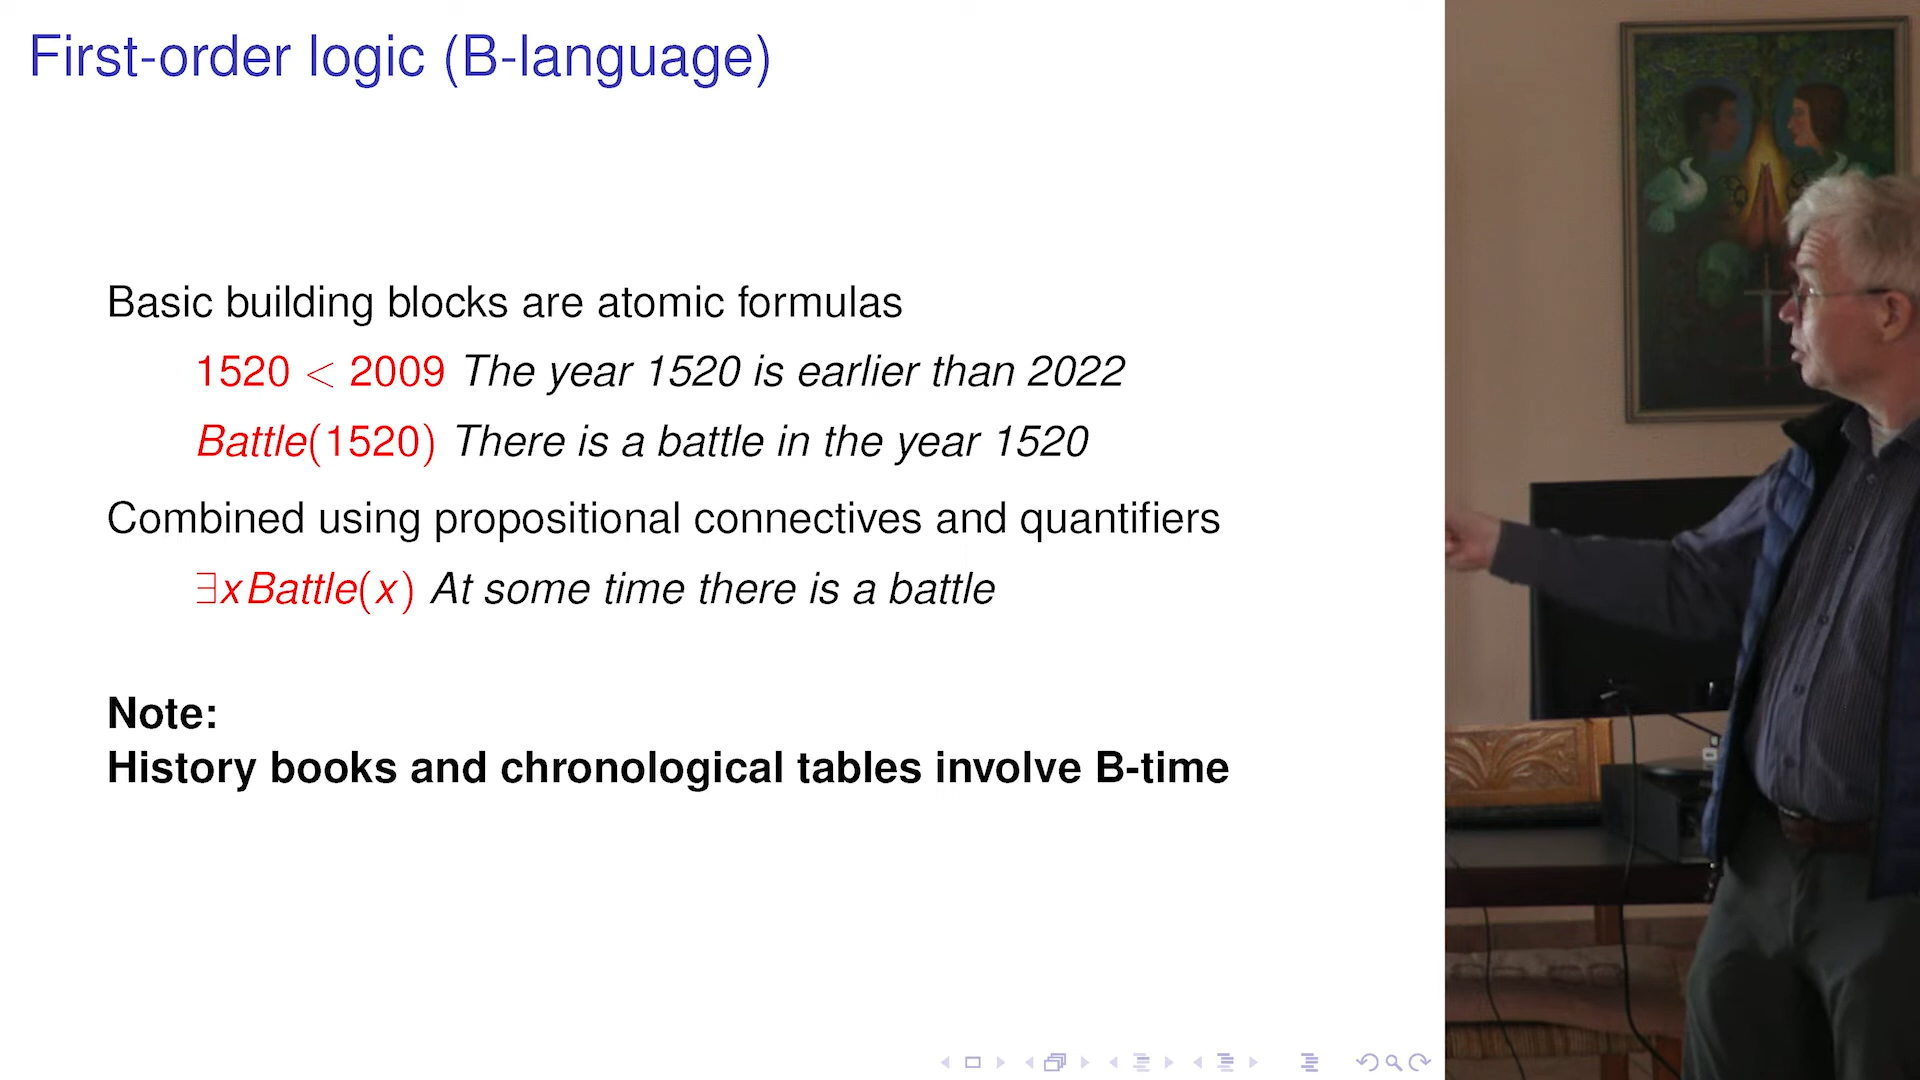 First-order logic (B-language)
Basic building blocks are atomic formulas
1520 < 2009 The year 1520 is earlier than 2022
Battle(1520) There is a battle in the year 1520
Combined using propositional connectives and quantifiers
∃xBattle(x) At some time there is a battle
Note:
History books and chronological tables involve B-time